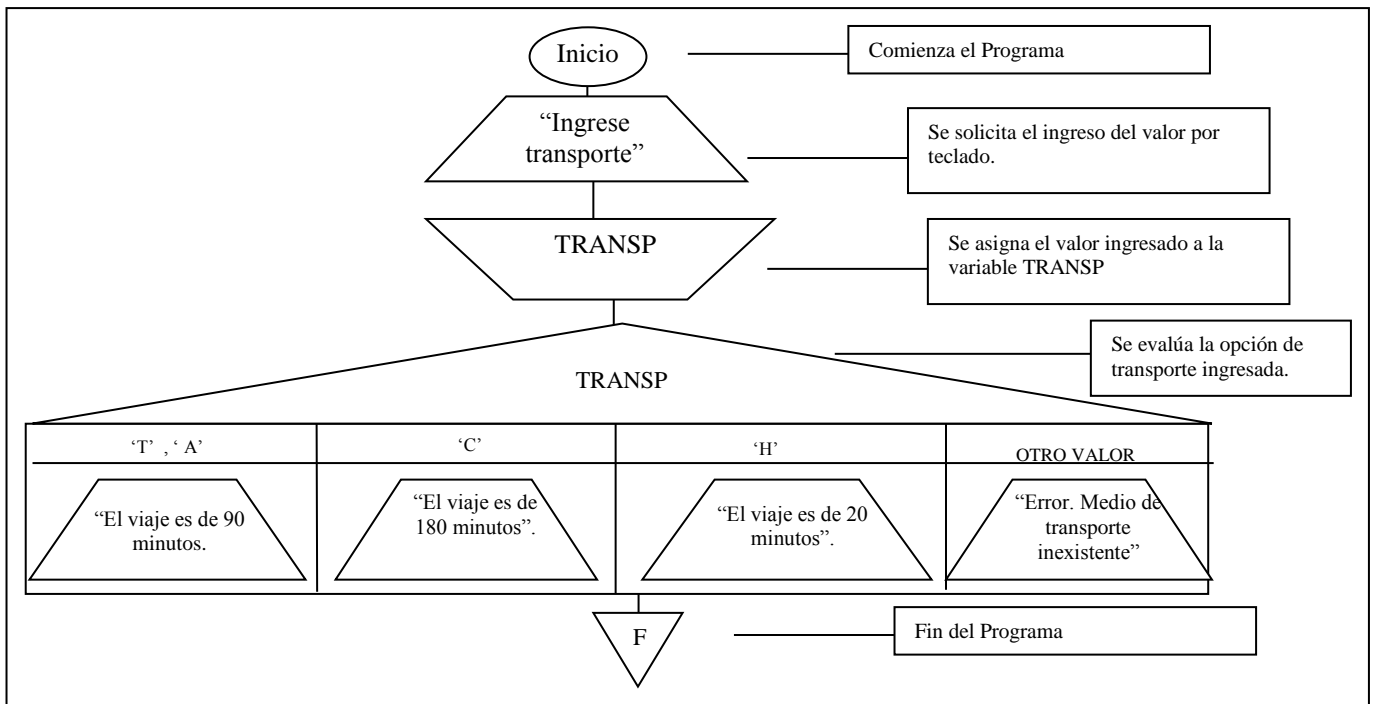 Inicio
Comienza el Programa
“Ingrese
transporte”
Se solicita el ingreso del valor por
teclado.
TRANSP
Se asigna el valor ingresado a la
variable TRANSP
Se evalúa la opción de
transporte ingresada.
TRANSP
‘T’ , ‘ A’
‘C’
‘H’
OTRO VALOR
“El viaje es de 90
minutos.
“El viaje es de
180 minutos”.
“El viaje es de 20
minutos”.
“Error. Medio de
transporte
inexistente”
F
Fin del Programa